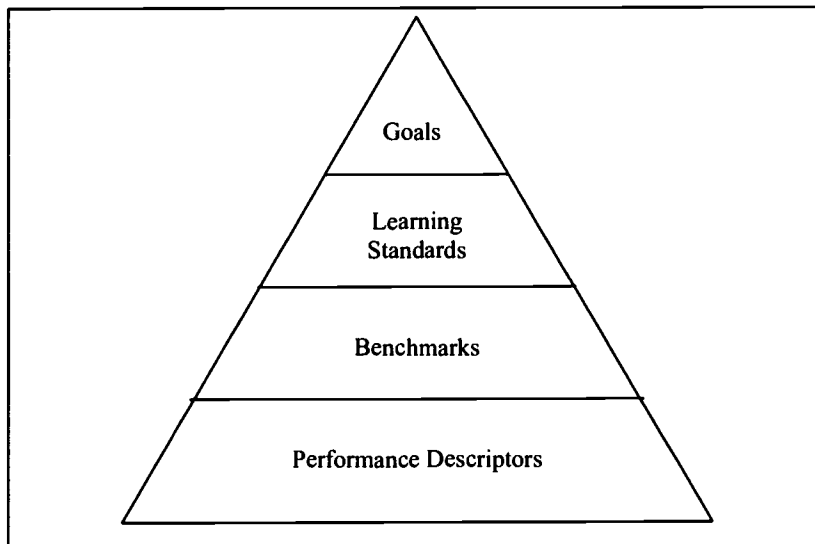 Goals
Learning
Standards
Benchmarks
Performance Descriptors